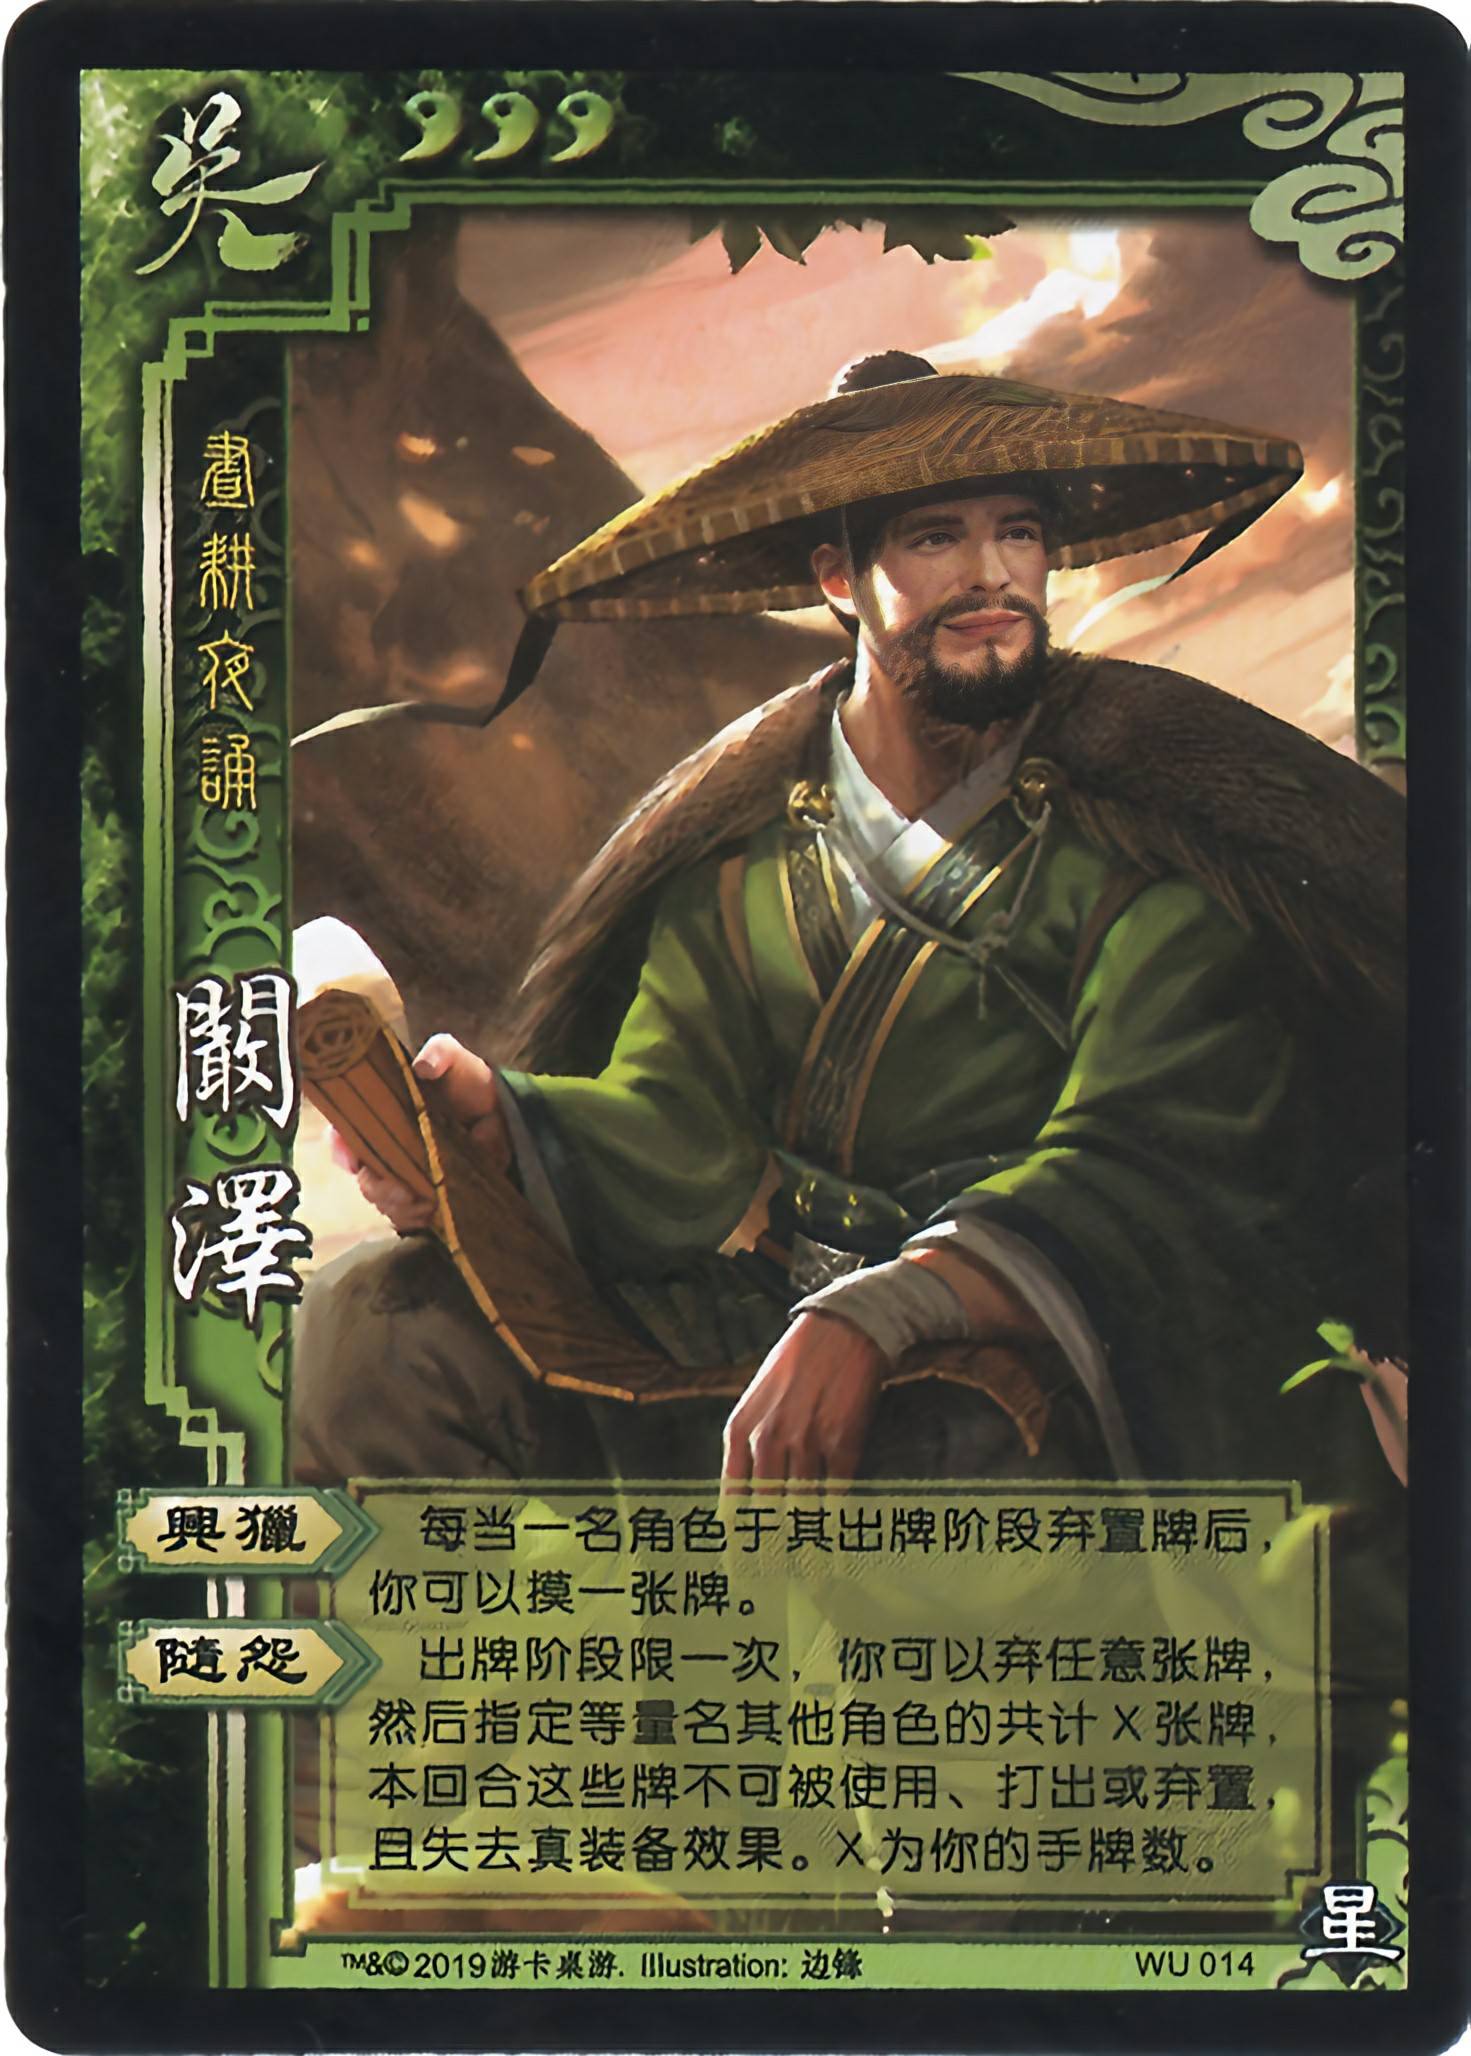 吴
晝耕夜誦
闞澤
興獵
每当一名角色于其出牌阶段弃置牌后，
你可以摸一张牌。
隨怨
出牌阶段限一次，你可以弃任意张牌，
然后指定等量名其他角色的共计X张牌，
本回合这些牌不可被使用、打出或弃置，
且失去真装备效果。X为你的手牌数。
™&©2019游卡桌游. Illustration: 边缘
WU 014
星